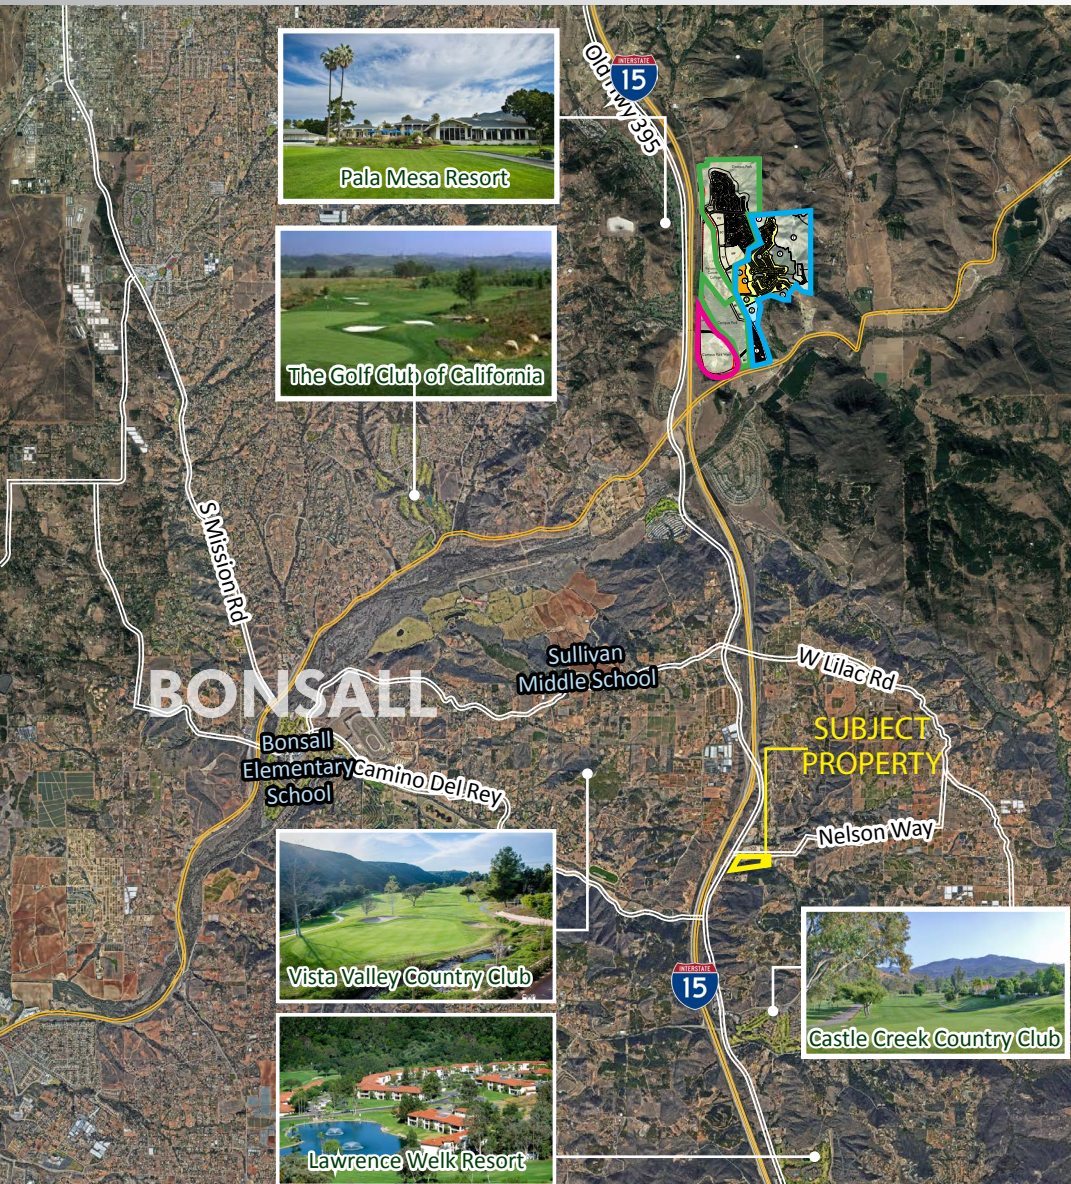 INTERSTATE
15
Old Hwy 395
Pala Mesa Resort
The Golf Club of California
S Mission Rd
Sullivan
Middle School
W Lilac Rd
BONSALL
SUBJECT
PROPERTY
Bonsall
Elementary
School
Camino Del Rey
Nelson Way
Vista Valley Country Club
INTERSTATE
15
Castle Creek Country Club
Lawrence Welk Resort